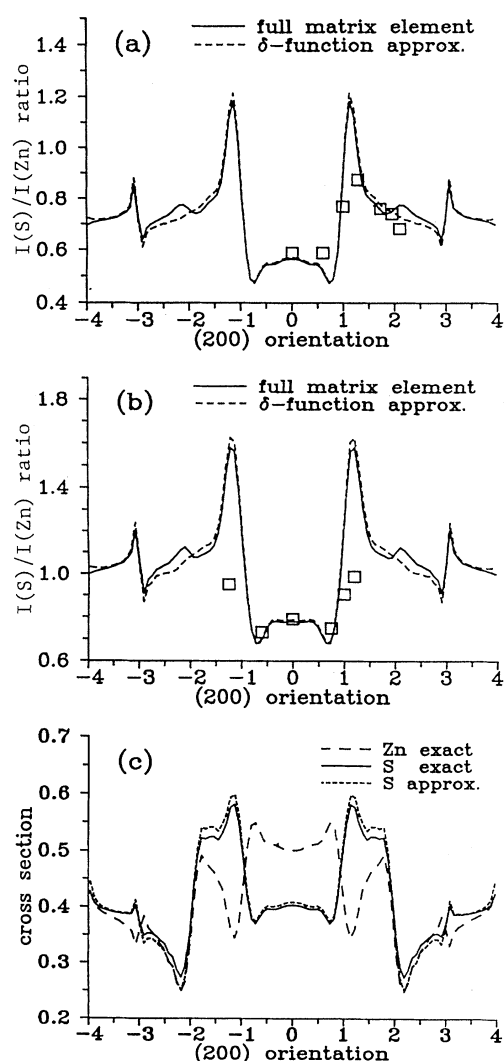 (a)
full matrix element
δ-function approx.
I(S)/I(Zn) ratio
1.4
1.2
1.0
0.8
0.6
0.4
−4 −3 −2 −1 0 1 2 3 4
(200) orientation
(b)
full matrix element
δ-function approx.
I(S)/I(Zn) ratio
1.8
1.4
1.0
0.6
−4 −3 −2 −1 0 1 2 3 4
(200) orientation
(c)
Zn exact
S exact
S approx.
cross section
0.7
0.6
0.5
0.4
0.3
0.2
−4 −3 −2 −1 0 1 2 3 4
(200) orientation